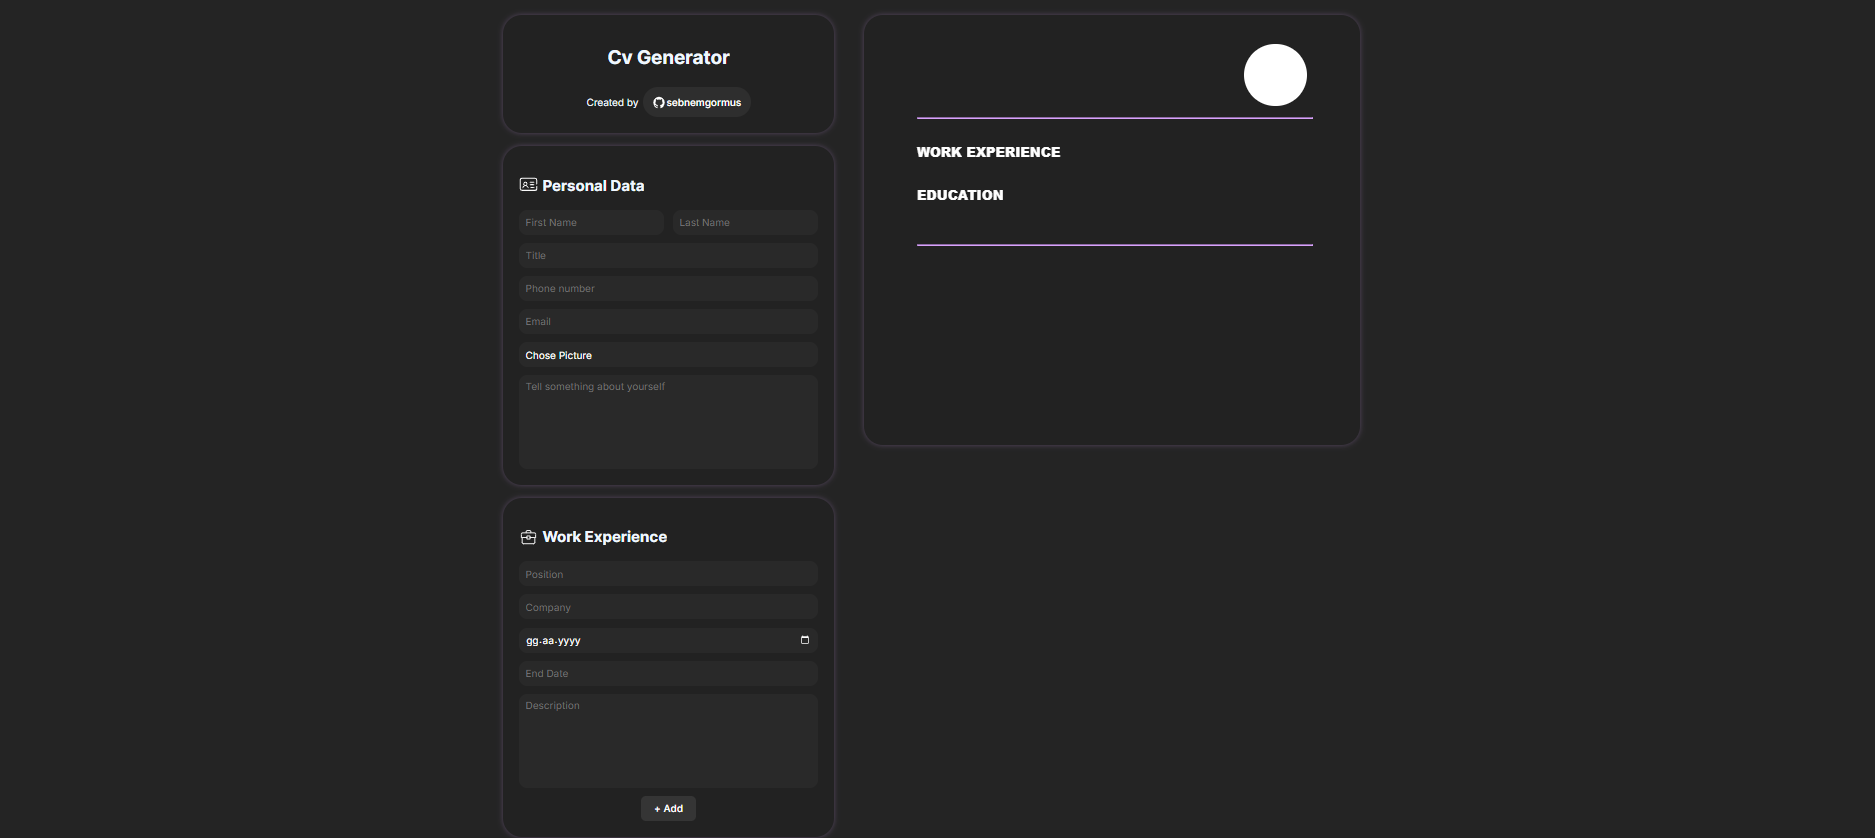 Cv Generator
Created by sebnemgormus
Personal Data
First Name Last Name
Title
Phone number
Email
Chose Picture
Tell something about yourself
Work Experience
Position
Company
gg.aa.yyyy
End Date
Description
+ Add
WORK EXPERIENCE
EDUCATION